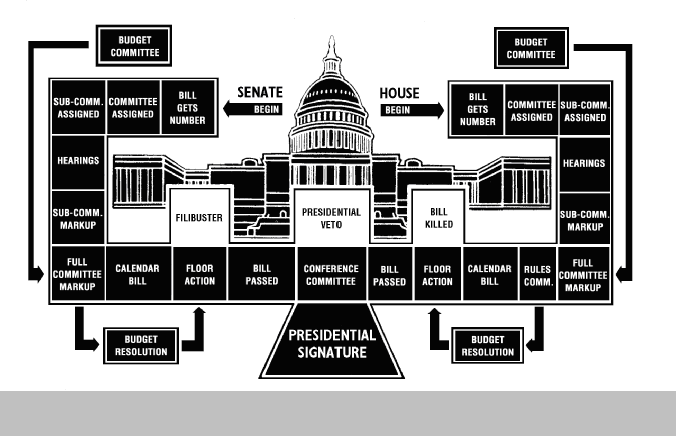 BUDGET
COMMITTEE
BUDGET
COMMITTEE
SENATE
BEGIN
HOUSE
BEGIN
SUB-COMM.
ASSIGNED
COMMITTEE
ASSIGNED
BILL
GETS
NUMBER
BILL
GETS
NUMBER
COMMITTEE
ASSIGNED
SUB-COMM.
ASSIGNED
HEARINGS
HEARINGS
SUB-COMM.
MARKUP
FILIBUSTER
PRESIDENTIAL
VETO
BILL
KILLED
SUB-COMM.
MARKUP
FULL
COMMITTEE
MARKUP
CALENDAR
BILL
FLOOR
ACTION
BILL
PASSED
CONFERENCE
COMMITTEE
BILL
PASSED
FLOOR
ACTION
CALENDAR
BILL
RULES
COMM.
FULL
COMMITTEE
MARKUP
BUDGET
RESOLUTION
PRESIDENTIAL
SIGNATURE
BUDGET
RESOLUTION